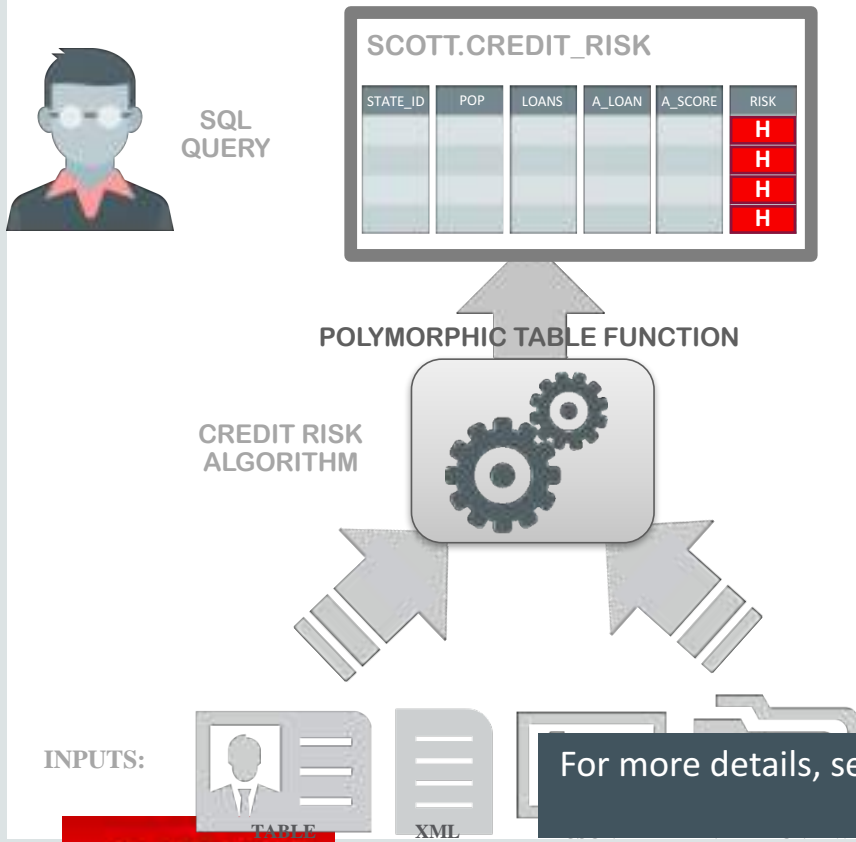 SCOTT.CREDIT_RISK
STATE_ID POP LOANS A_LOAN A_SCORE RISK
H
H
H
H
SQL
QUERY
POLYMORPHIC TABLE FUNCTION
CREDIT RISK
ALGORITHM
INPUTS:
For more details, se
TABLE XML